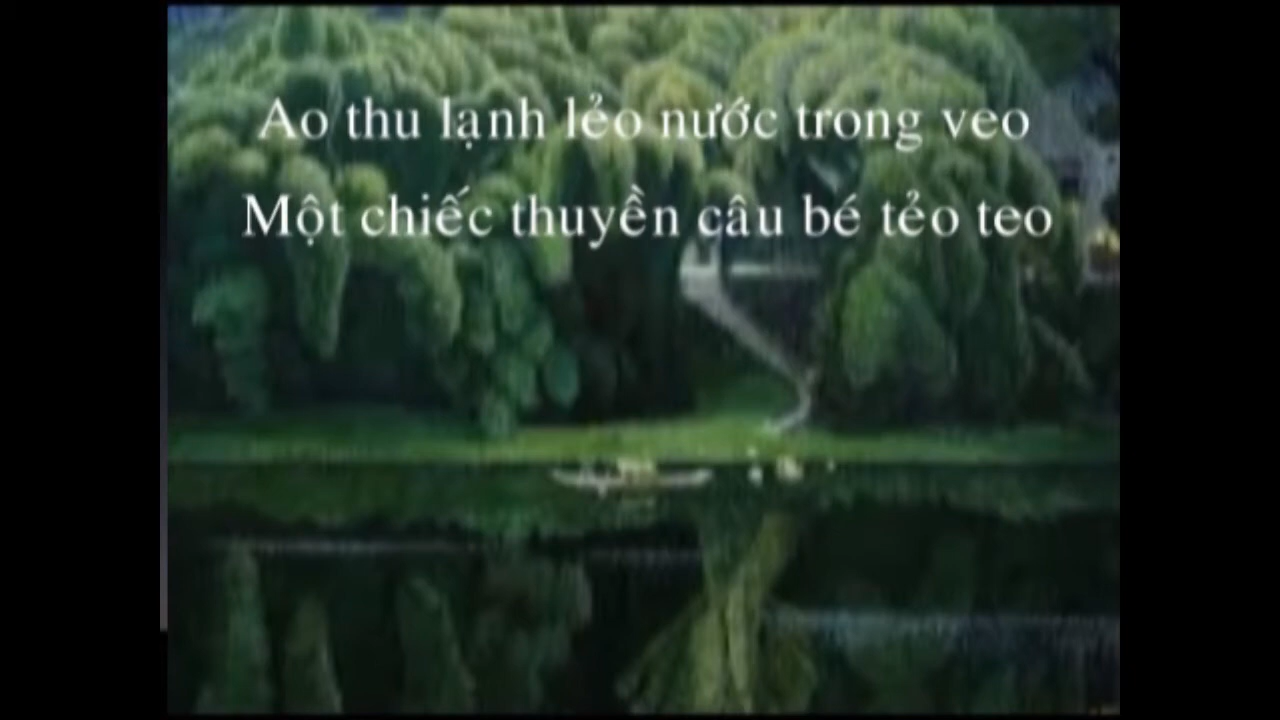 Ao thu lạnh lẻo nước trong veo
Một chiếc thuyền câu bé tẻo teo